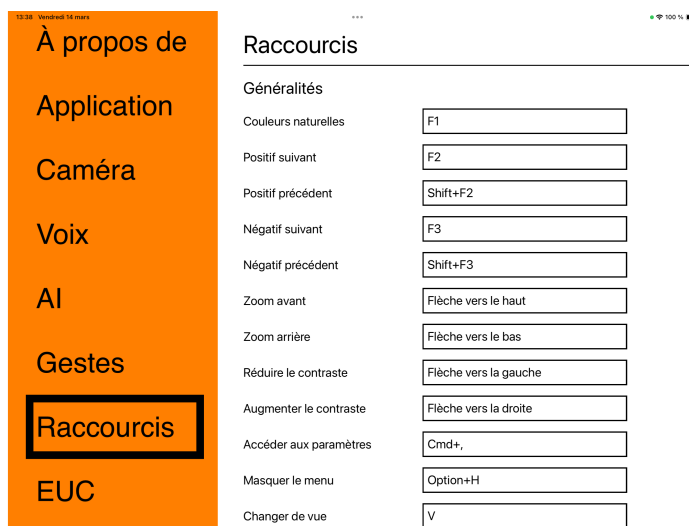 13:38 Vendredi 14 mars
100 %
À propos de
Application
Caméra
Voix
AI
Gestes
Raccourcis
EUC
Raccourcis
Généralités
Couleurs naturelles F1
Positif suivant F2
Positif précédent Shift+F2
Négatif suivant F3
Négatif précédent Shift+F3
Zoom avant Flèche vers le haut
Zoom arrière Flèche vers le bas
Réduire le contraste Flèche vers la gauche
Augmenter le contraste Flèche vers la droite
Accéder aux paramètres Cmd+,
Masquer le menu Option+H
Changer de vue V